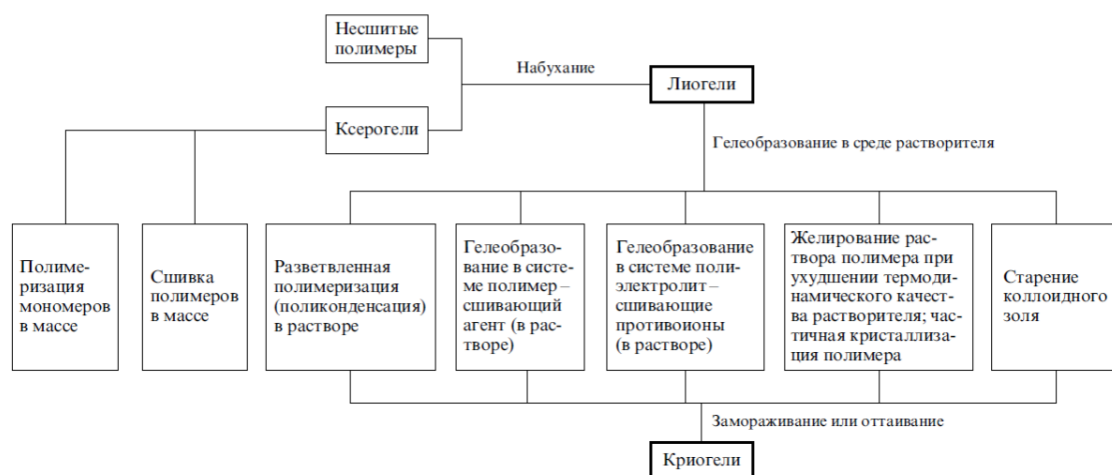 Несшитые
полимеры
Набухание
Лиогели
Ксерогели
Гелеобразование в среде растворителя
Полиме-
ризация
мономеров
в массе
Сшивка
полимеров
в массе
Разветвленная
полимеризация
(поликонденсация)
в растворе
Гелеобразо-
вание в систе-
ме полимер –
сшивающий
агент (в рас-
творе)
Гелеобразование
в системе поли-
электролит –
сшивающие
противоионы
(в растворе)
Желирование рас-
твора полимера при
ухудшении термоди-
намического качест-
ва растворителя; час-
тичная кристаллиза-
ция полимера
Старение
коллоидного
золя
Замораживание или оттаивание
Криогели